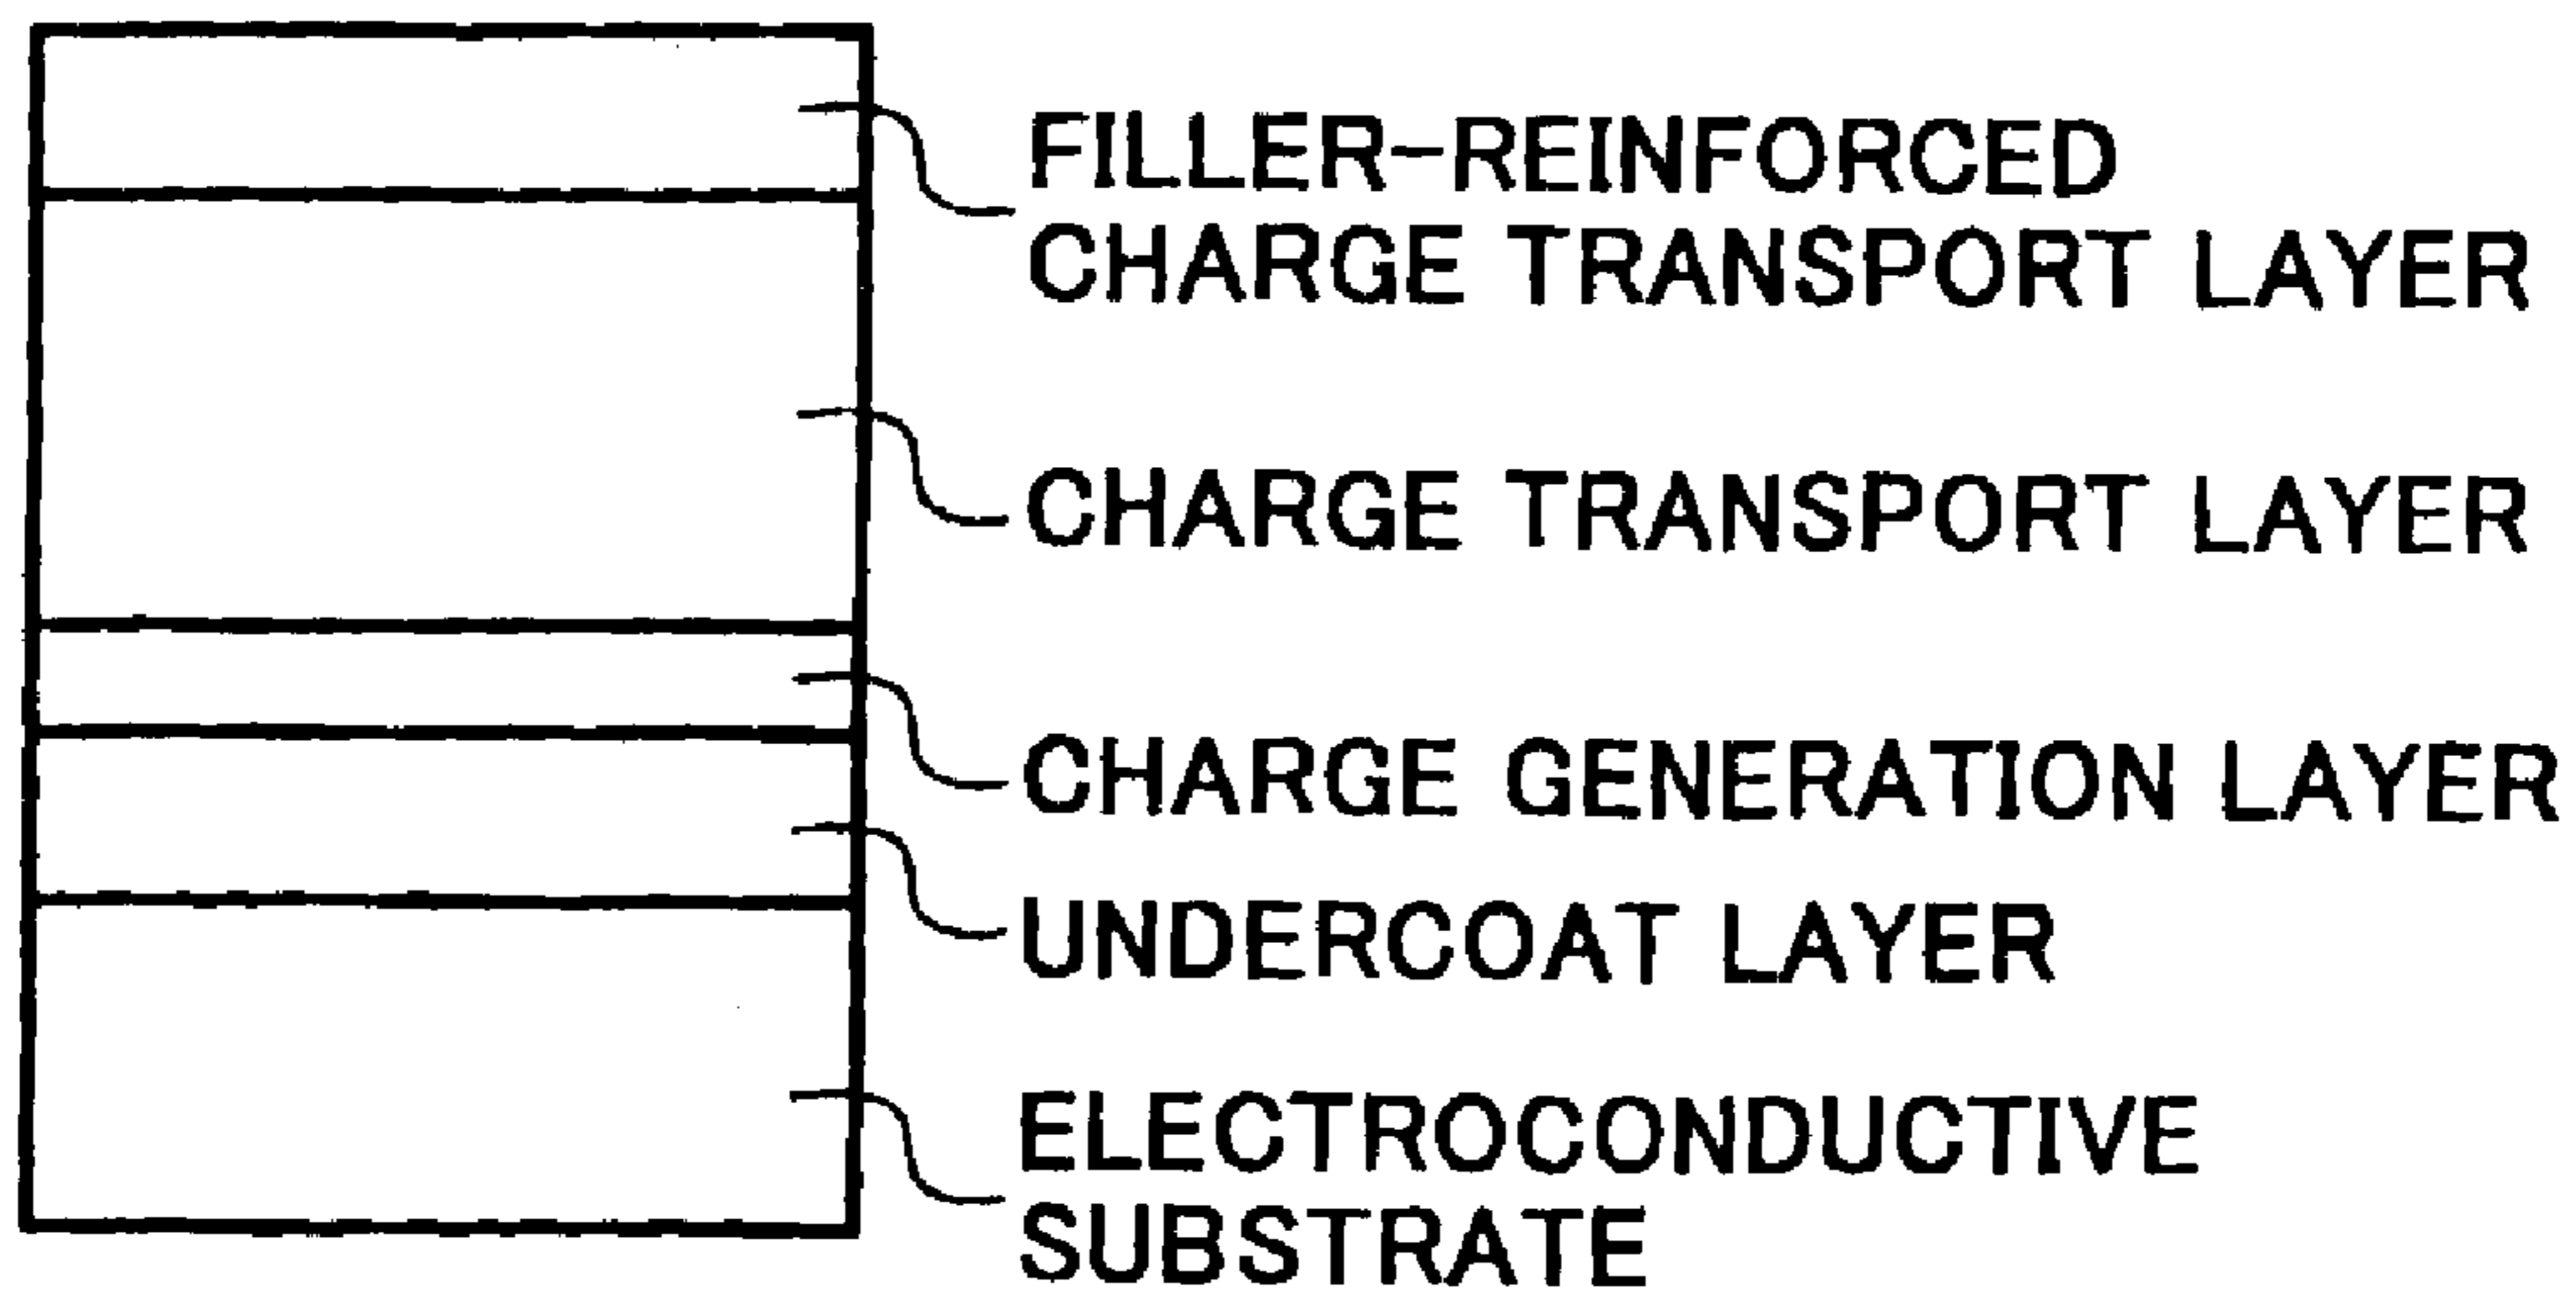 FILLER-REINFORCED
CHARGE TRANSPORT LAYER
CHARGE TRANSPORT LAYER
CHARGE GENERATION LAYER
UNDERCOAT LAYER
ELECTROCONDUCTIVE
SUBSTRATE